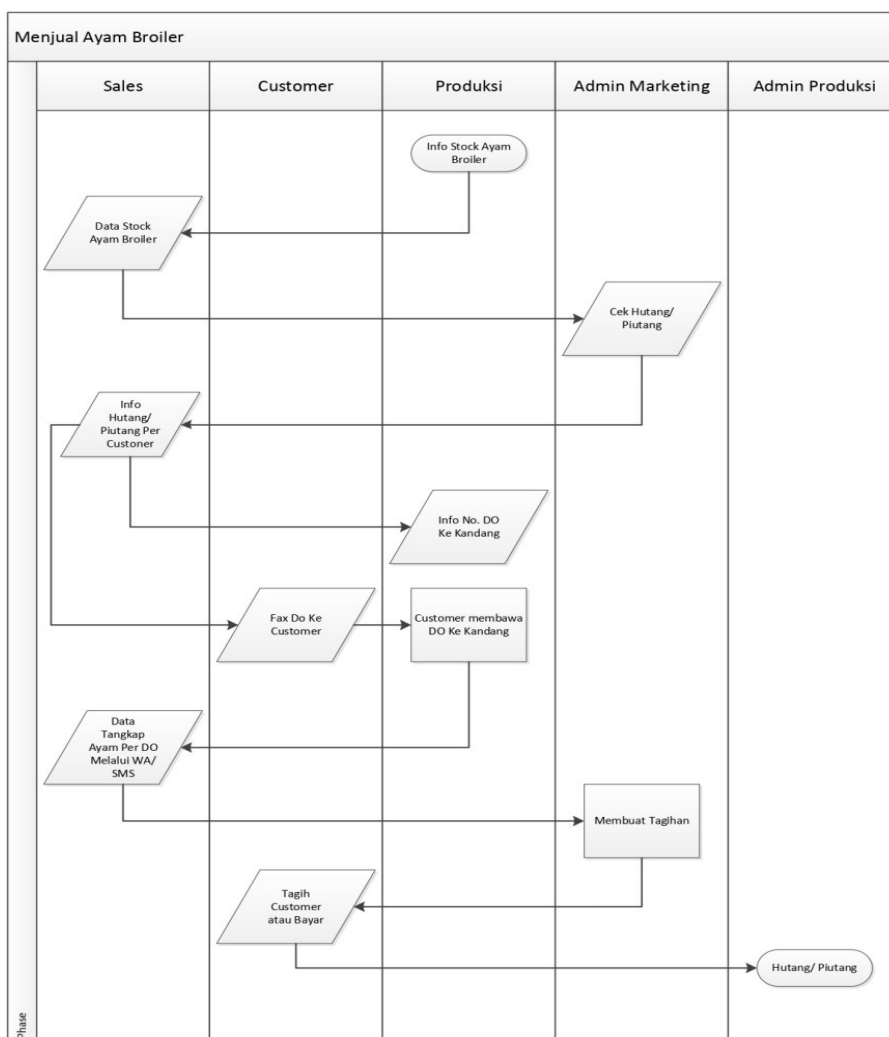 Menjual Ayam Broiler
Sales
Customer
Produksi
Admin Marketing
Admin Produksi
Info Stock Ayam
Broiler
Data Stock
Ayam Broiler
Cek Hutang/
Piutang
Info
Hutang/
Piutang Per
Custoner
Info No. DO
Ke Kandang
Fax Do Ke
Customer
Customer membawa
DO Ke Kandang
Data
Tangkap
Ayam Per DO
Melalui WA/
SMS
Membuat Tagihan
Tagih
Customer
atau Bayar
Hutang/ Piutang
Phase